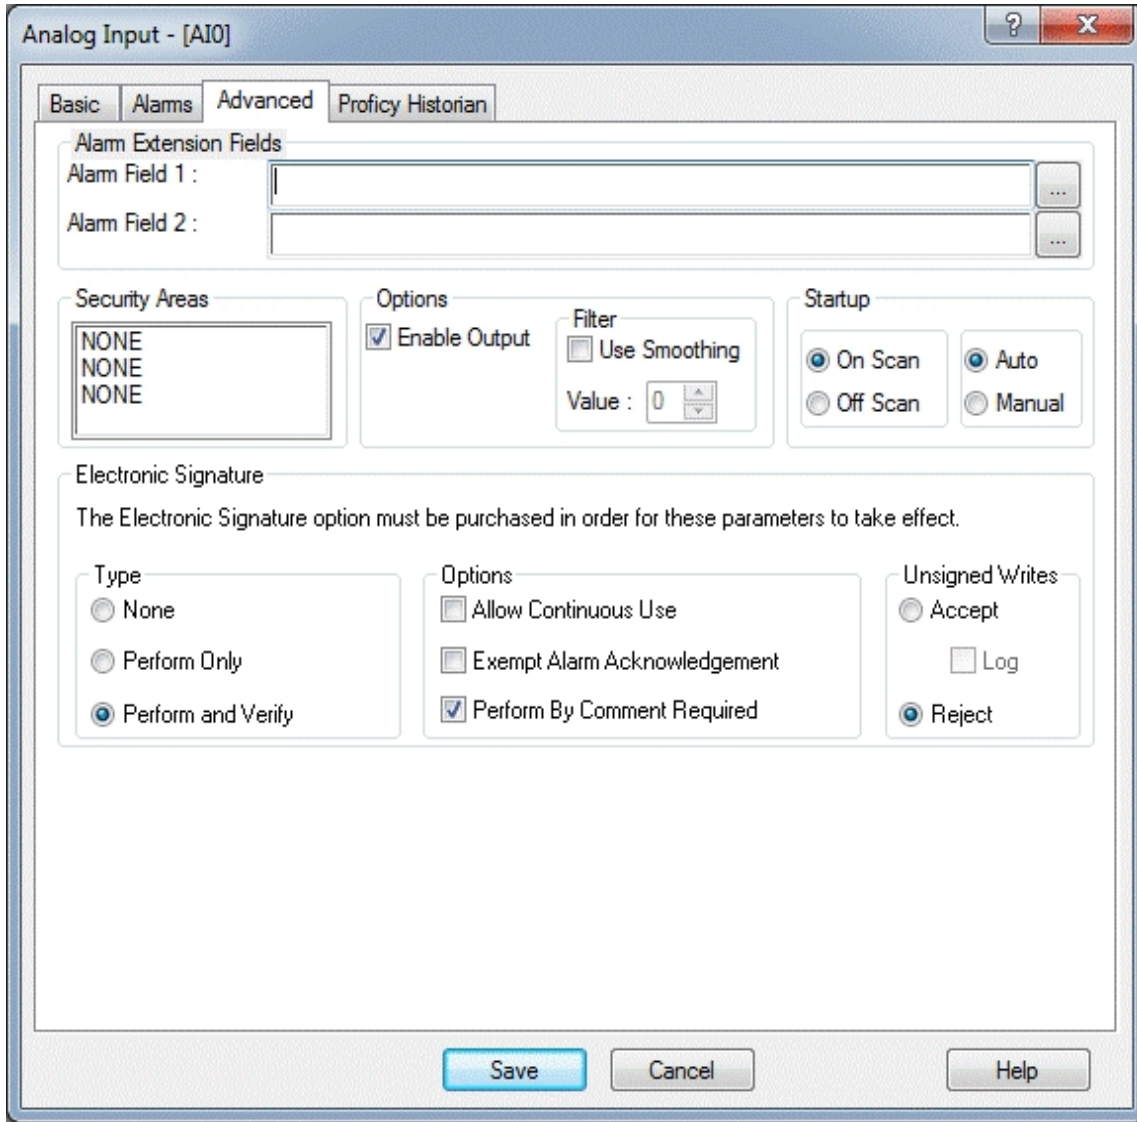 Analog Input - [AI0]
?
Basic Alarms Advanced Proficy Historian
Alarm Extension Fields
Alarm Field 1 :
...
Alarm Field 2 :
...
Security Areas
NONE
NONE
NONE
Options
Enable Output
Filter
Use Smoothing
Value : 0
Startup
On Scan
Off Scan
Auto
Manual
Electronic Signature
The Electronic Signature option must be purchased in order for these parameters to take effect.
Type
None
Perform Only
Perform and Verify
Options
Allow Continuous Use
Exempt Alarm Acknowledgement
Perform By Comment Required
Unsigned Writes
Accept
Log
Reject
Save Cancel Help